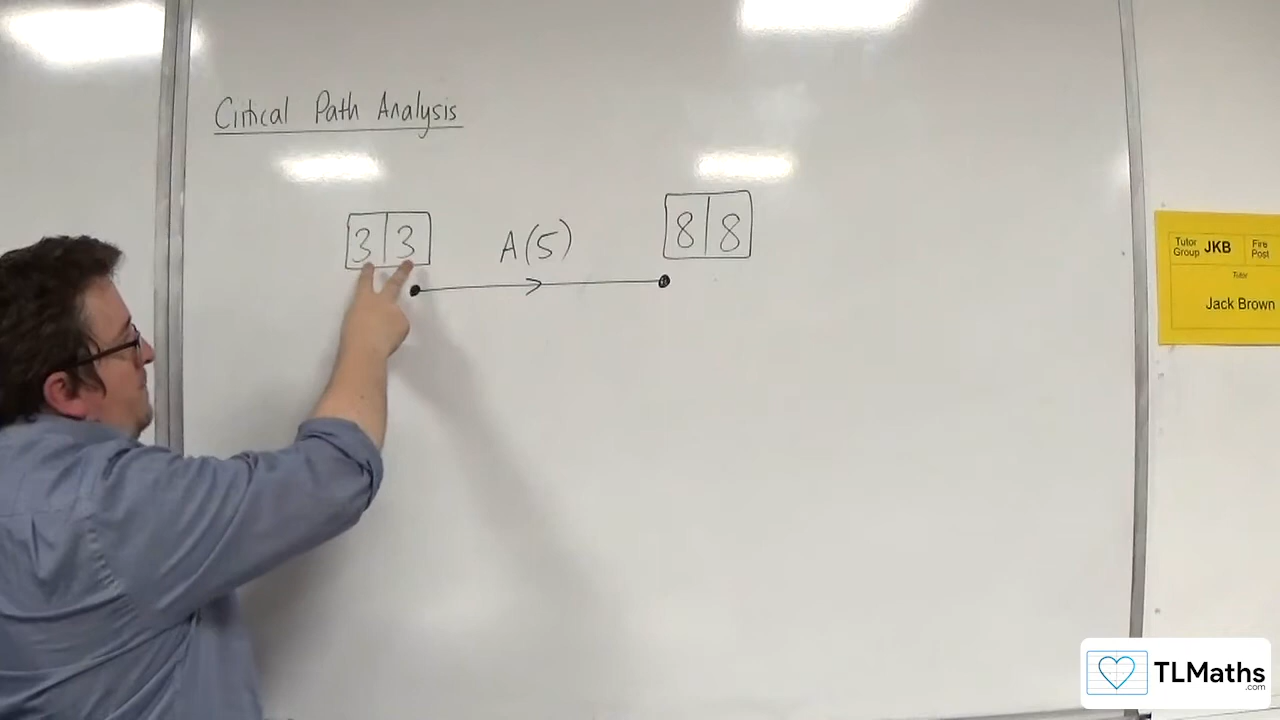 Critical Path Analysis
3 3
A(5)
8 8
Tutor Group JKB
Fire Post
Tutor
Jack Brown
TLMaths
.com